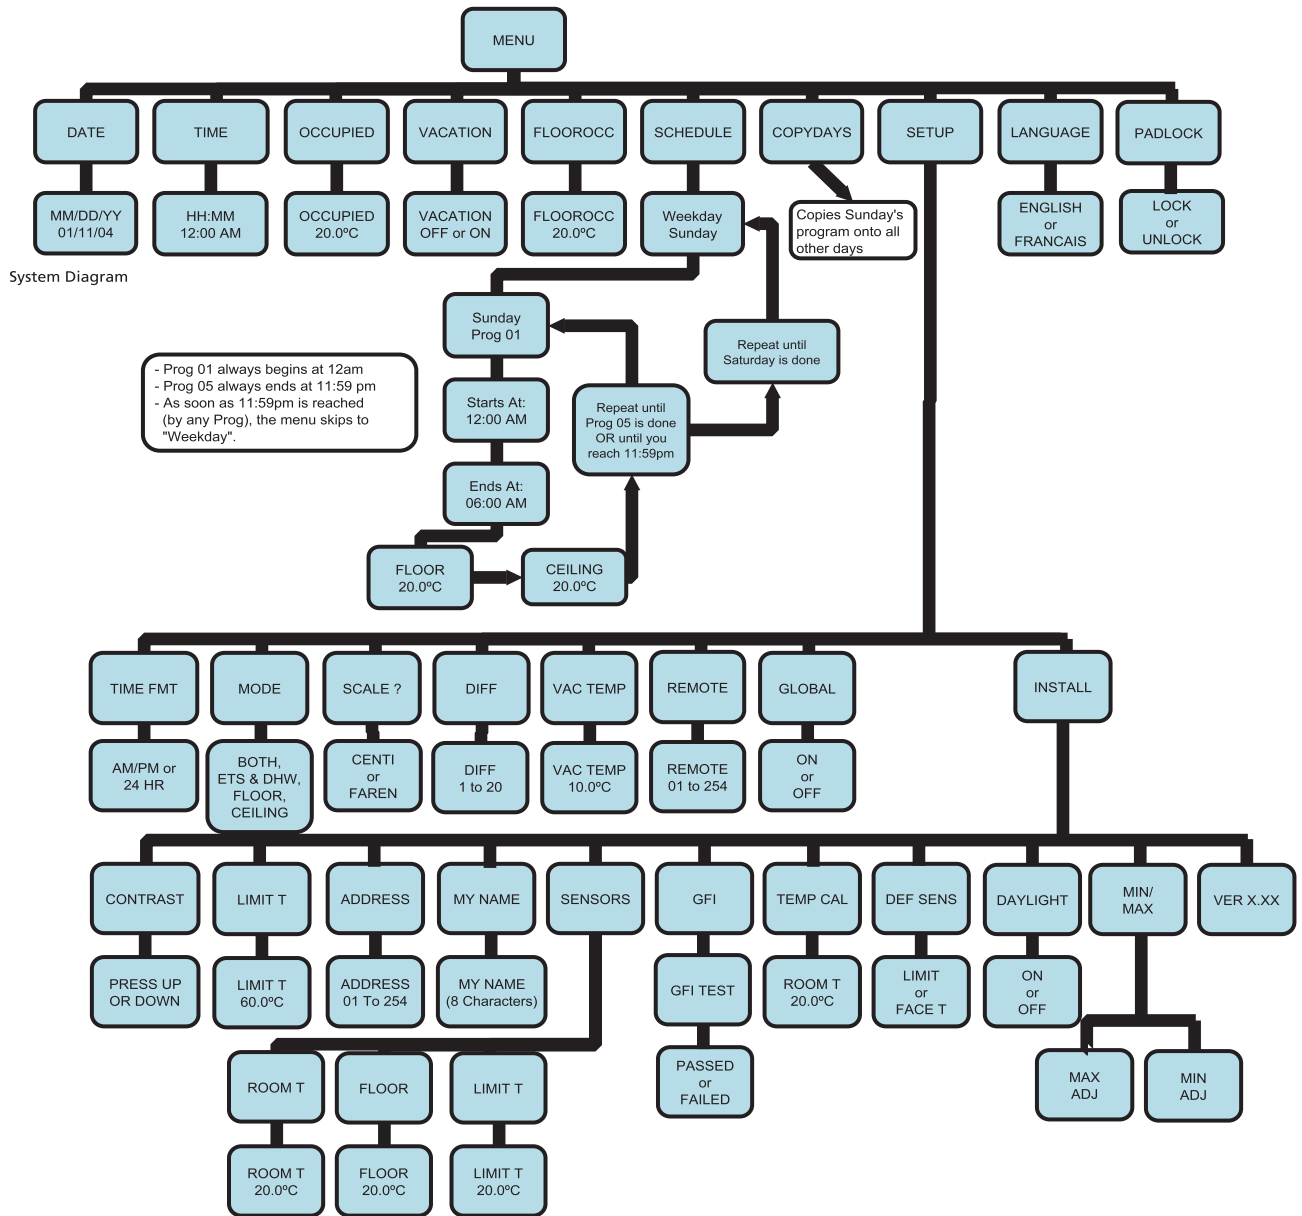 MENU
DATE
TIME
OCCUPIED
VACATION
FLOOROCC
SCHEDULE
COPYDAYS
SETUP
LANGUAGE
PADLOCK
MM/DD/YY
01/11/04
HH:MM
12:00 AM
OCCUPIED
20.0ºC
VACATION
OFF or ON
FLOOROCC
20.0ºC
Weekday
Sunday
Copies Sunday's
program onto all
other days
ENGLISH
or
FRANCAIS
LOCK
or
UNLOCK
System Diagram
Sunday
Prog 01
Repeat until
Saturday is done
- Prog 01 always begins at 12am
- Prog 05 always ends at 11:59 pm
- As soon as 11:59pm is reached
(by any Prog), the menu skips to
"Weekday".
Starts At:
12:00 AM
Repeat until
Prog 05 is done
OR until you
reach 11:59pm
Ends At:
06:00 AM
FLOOR
20.0ºC
CEILING
20.0ºC
TIME FMT
MODE
SCALE ?
DIFF
VAC TEMP
REMOTE
GLOBAL
INSTALL
AM/PM or
24 HR
BOTH,
ETS & DHW,
FLOOR,
CEILING
CENTI
or
FAREN
DIFF
1 to 20
VAC TEMP
10.0ºC
REMOTE
01 to 254
ON
or
OFF
CONTRAST
LIMIT T
ADDRESS
MY NAME
SENSORS
GFI
TEMP CAL
DEF SENS
DAYLIGHT
MIN/
MAX
VER X.XX
PRESS UP
OR DOWN
LIMIT T
60.0ºC
ADDRESS
01 To 254
MY NAME
(8 Characters)
GFI TEST
ROOM T
20.0ºC
LIMIT
or
FACE T
ON
or
OFF
ROOM T
FLOOR
LIMIT T
PASSED
or
FAILED
MAX
ADJ
MIN
ADJ
ROOM T
20.0ºC
FLOOR
20.0ºC
LIMIT T
20.0ºC